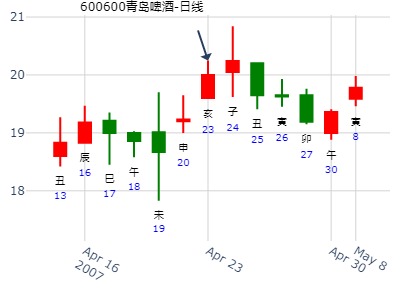 600600青岛啤酒-日线
21
20
19
18
丑
13
辰
16
巳
17
午
18
未
19
申
20
亥
23
子
24
丑
25
寅
26
卯
27
午
30
寅
8
Apr 16
2007
Apr 23
Apr 30
May 8